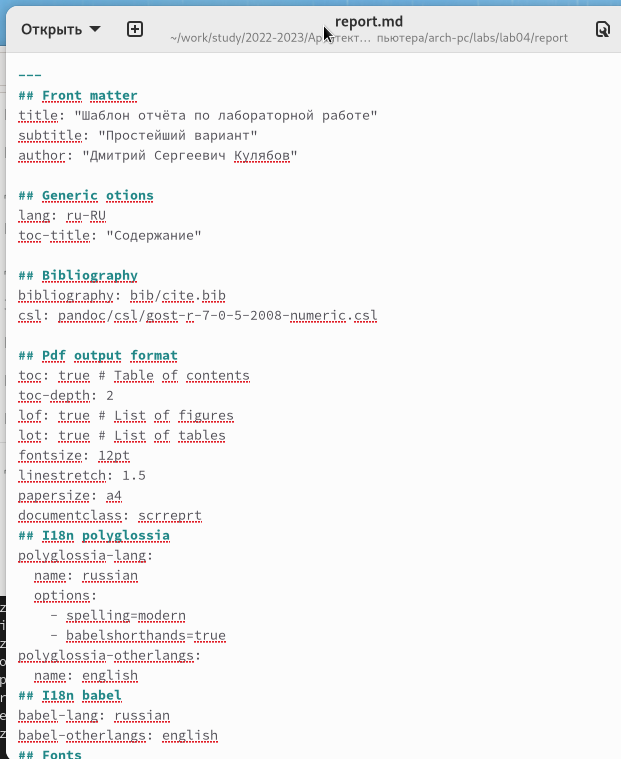 Открыть
report.md
~/work/study/2022-2023/Ар пьютера/arch-pc/labs/lab04/report
---
## Front matter
title: "Шаблон отчёта по лабораторной работе"
subtitle: "Простейший вариант"
author: "Дмитрий Сергеевич Кулябов"
## Generic otions
lang: ru-RU
toc-title: "Содержание"
## Bibliography
bibliography: bib/cite.bib
csl: pandoc/csl/gost-r-7-0-5-2008-numeric.csl
## Pdf output format
toc: true # Table of contents
toc-depth: 2
lof: true # List of figures
lot: true # List of tables
fontsize: 12pt
linestretch: 1.5
papersize: a4
documentclass: scrreprt
## I18n polyglossia
polyglossia-lang:
name: russian
options:
- spelling=modern
- babelshorthands=true
polyglossia-otherlangs:
name: english
## I18n babel
babel-lang: russian
babel-otherlangs: english
## Fonts